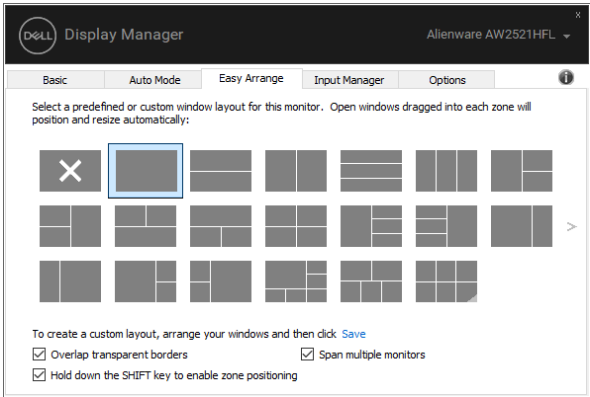 DELL Display Manager
x
Alienware AW2521HFL
Basic
Auto Mode
Easy Arrange
Input Manager
Options
i
Select a predefined or custom window layout for this monitor. Open windows dragged into each zone will
position and resize automatically:
>
To create a custom layout, arrange your windows and then click Save
Overlap transparent borders
Span multiple monitors
Hold down the SHIFT key to enable zone positioning